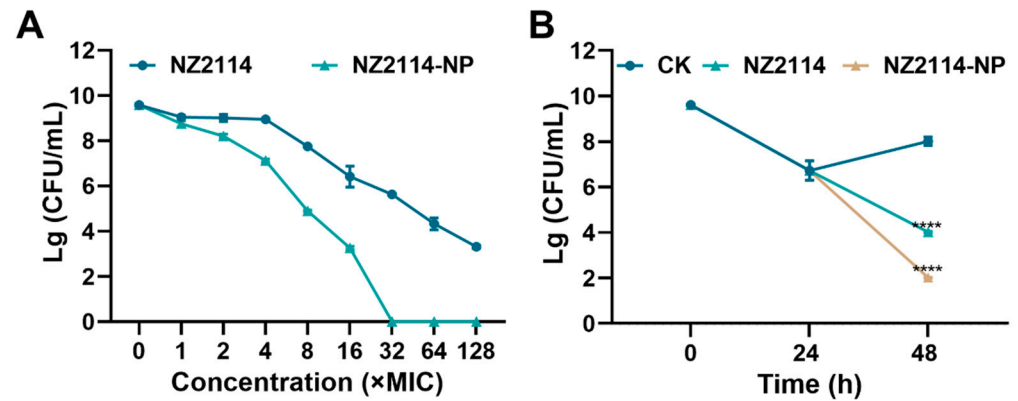 A
B
NZ2114 NZ2114-NP
CK NZ2114 NZ2114-NP
Lg (CFU/mL)
12
10
8
6
4
2
0
0 1 2 4 8 16 32 64 128
Concentration (×MIC)
Lg (CFU/mL)
12
10
8
6
4
2
0
****
****
0 24 48
Time (h)